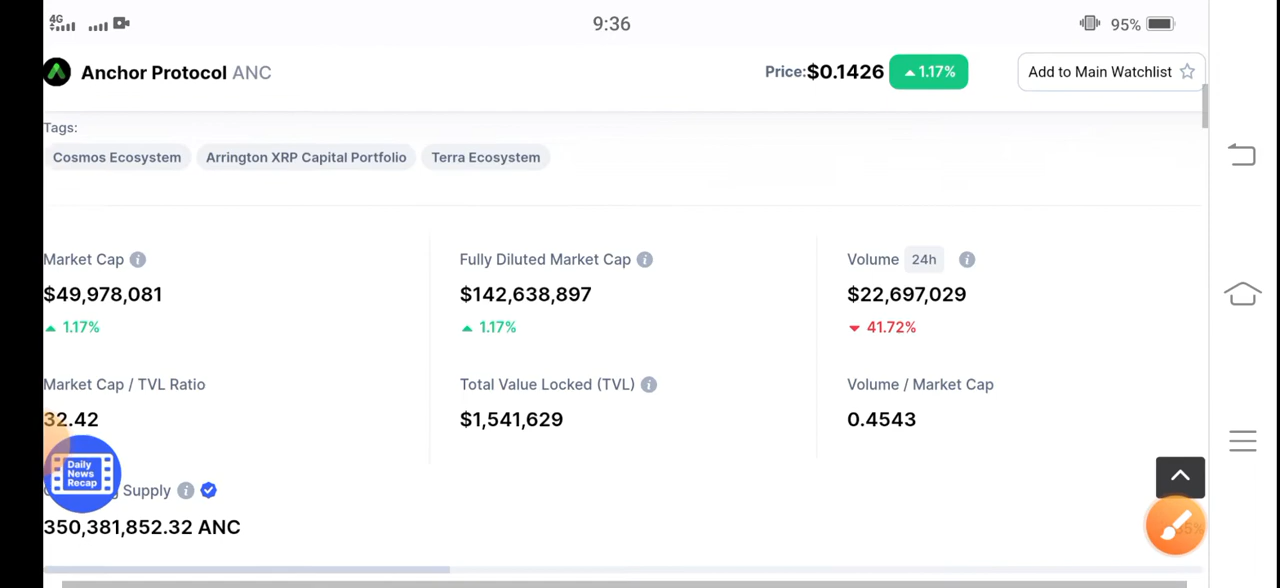 4G 9:36 95%
Anchor Protocol ANC Price:$0.1426 1.17% Add to Main Watchlist
Tags:
Cosmos Ecosystem Arrington XRP Capital Portfolio Terra Ecosystem
Market Cap Fully Diluted Market Cap Volume 24h
$49,978,081 $142,638,897 $22,697,029
1.17% 1.17% 41.72%
Market Cap / TVL Ratio Total Value Locked (TVL) Volume / Market Cap
32.42 $1,541,629 0.4543
Daily
News
Recap
Supply
350,381,852.32 ANC